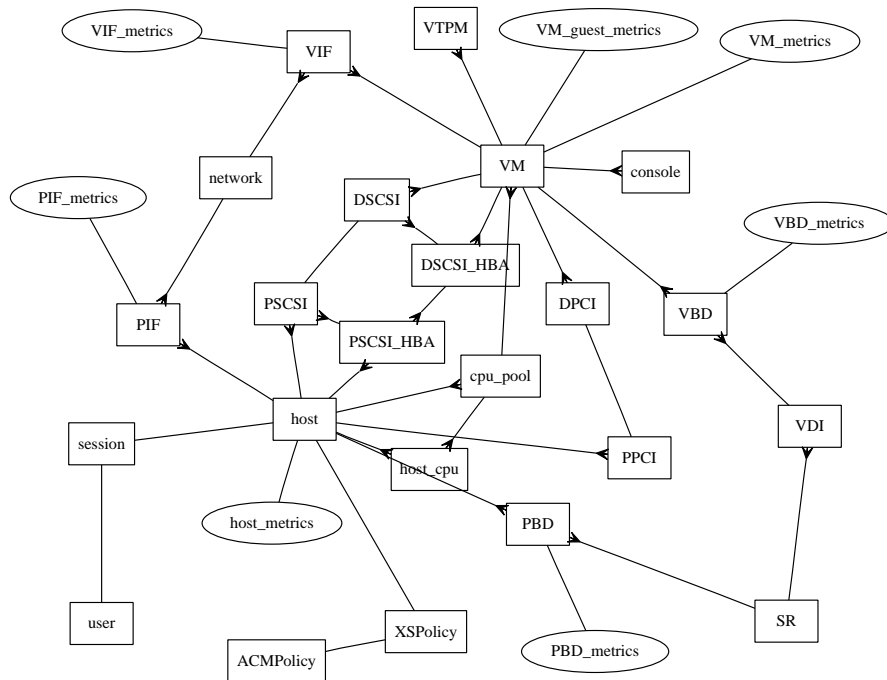 VIF_metrics
VIF
VTPM
VM_guest_metrics
VM_metrics
VM
console
network
PIF_metrics
DSCSI
VBD_metrics
DSCSI_HBA
PSCSI
DPCI
VBD
PIF
PSCSI_HBA
cpu_pool
host
VDI
session
host_cpu
PPCI
host_metrics
PBD
user
XSPolicy
SR
ACMPolicy
PBD_metrics